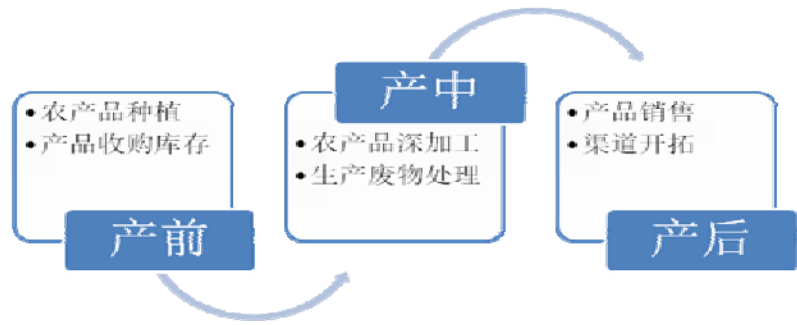 • 农产品种植
• 产品收购库存
产前
产中
• 农产品深加工
• 生产废物处理
• 产品销售
• 渠道开拓
产后